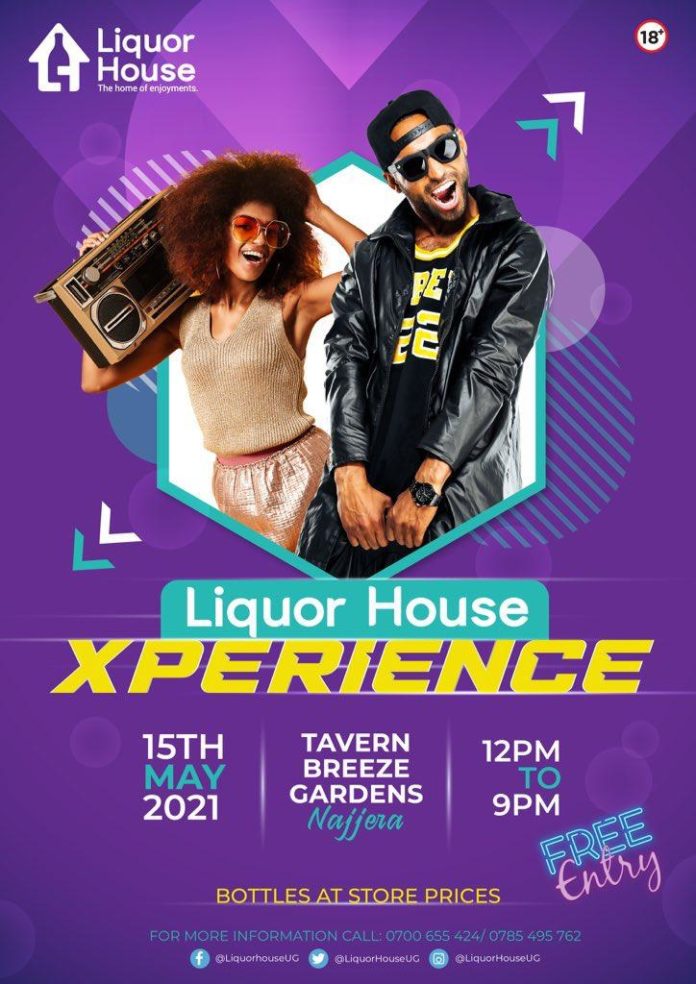 Liquor
House
The home of enjoyments.
18+
PE
22
Liquor House
XPERIENCE
15TH
MAY
2021
TAVERN
BREEZE
GARDENS
Najjera
12PM
TO
9PM
FREE
Entry
BOTTLES AT STORE PRICES
FOR MORE INFORMATION CALL: 0700 655 424/ 0785 495 762
@LiquorhouseUG @LiquorHouseUG @LiquorHouseUG